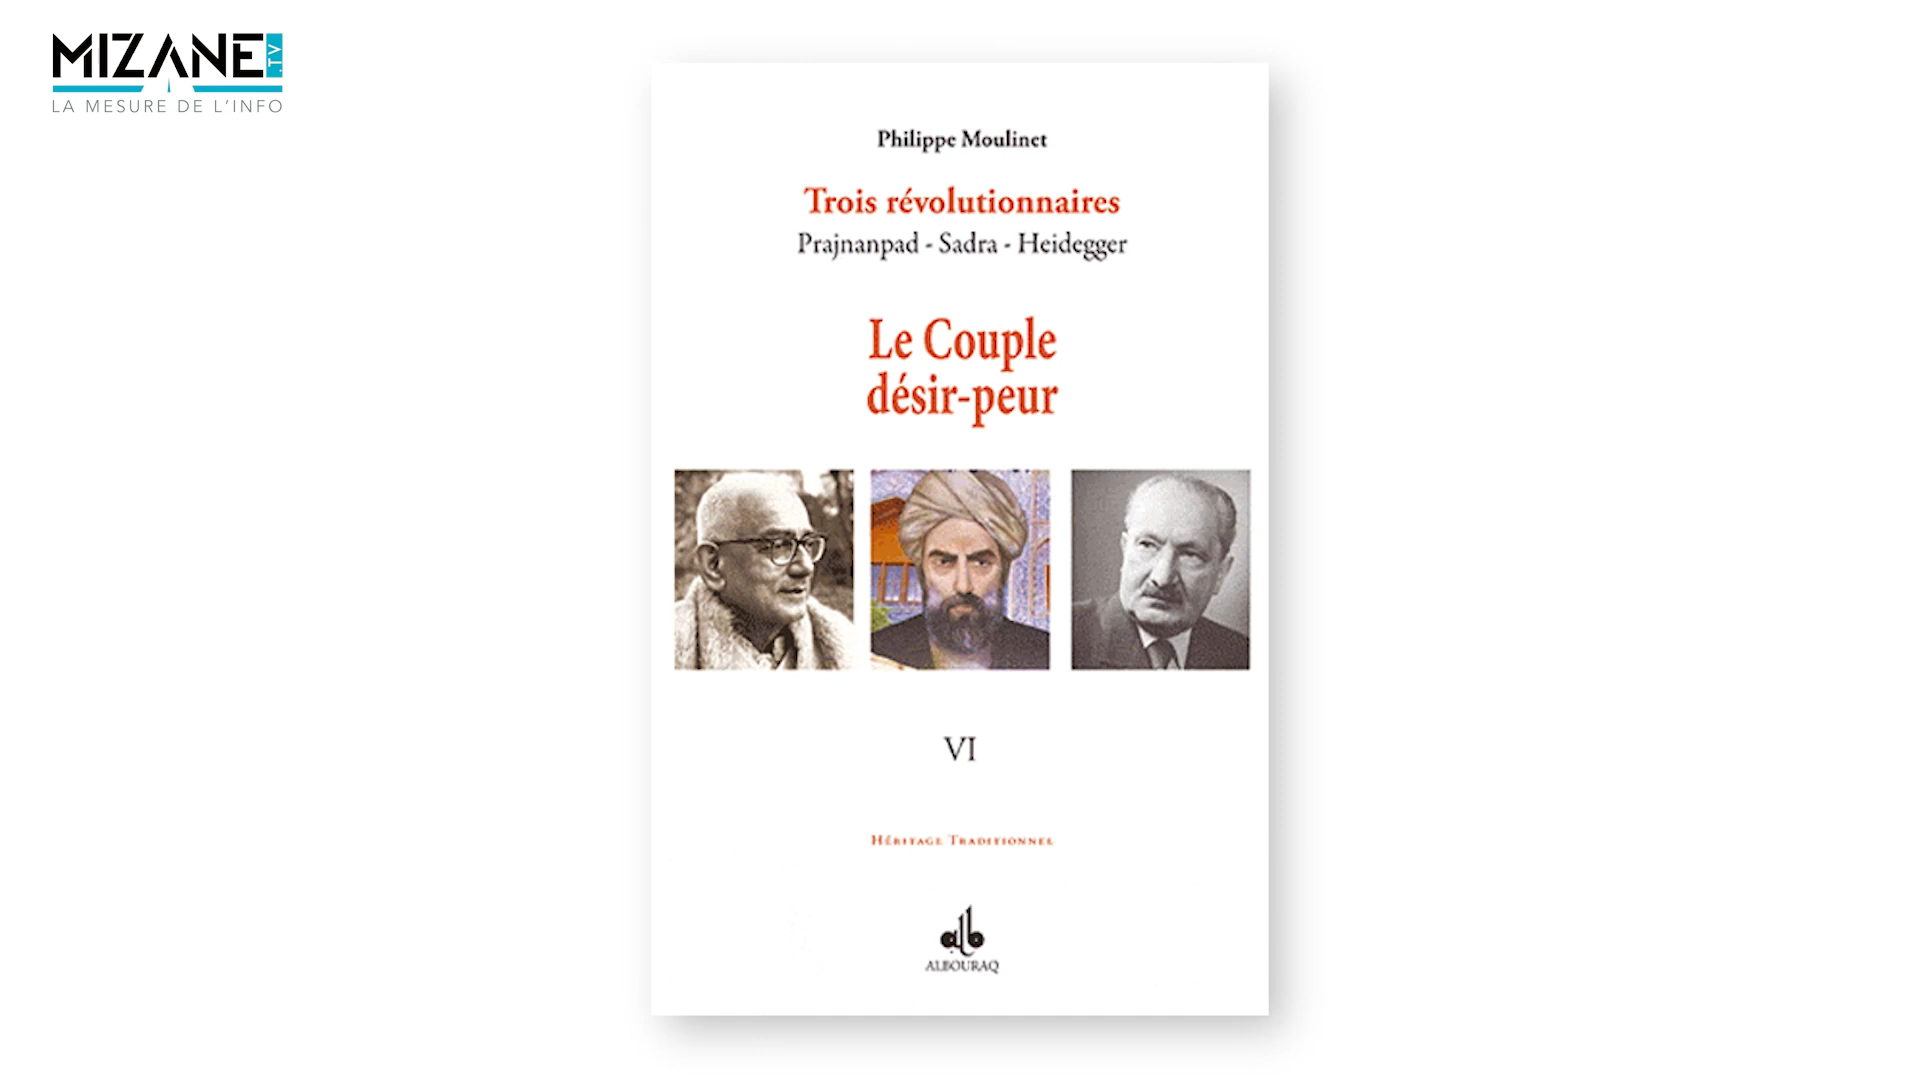 MIZANE.TV
LA MESURE DE L'INFO
Philippe Moulinet
Trois révolutionnaires
Prajnanpad - Sadra - Heidegger
Le Couple
désir-peur
VI
Héritage Traditionnel
alb
ALBOURAQ